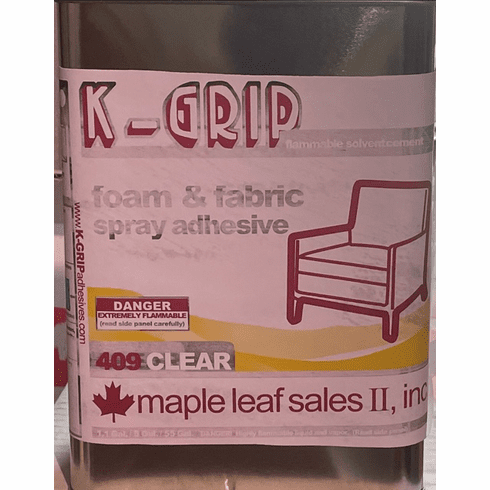 K-GRIP
flammable solvent cement
foam & fabric
spray adhesive
www.K-GRIPadhesives.com
DANGER
EXTREMELY FLAMMABLE
(read side panel carefully)
409 CLEAR
maple leaf sales II, inc